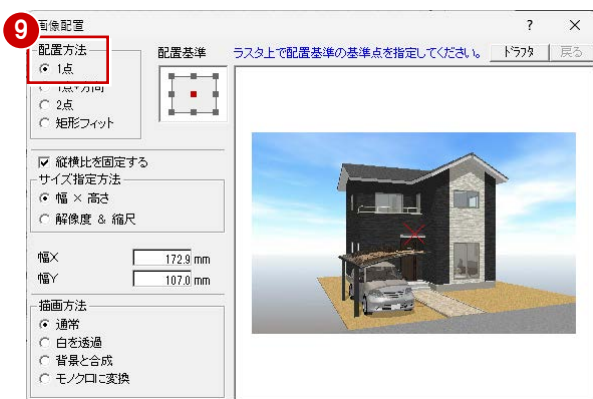 9
画像配置 ? ×
配置方法 配置基準 ラスタ上で配置基準の基準点を指定してください。 ドラフタ 戻る
1点
1点+方向
2点
矩形フィット
縦横比を固定する
サイズ指定方法
幅 × 高さ
解像度 & 縮尺
幅X 172.9 mm
幅Y 107.0 mm
描画方法
通常
白を透過
背景と合成
モノクロに変換